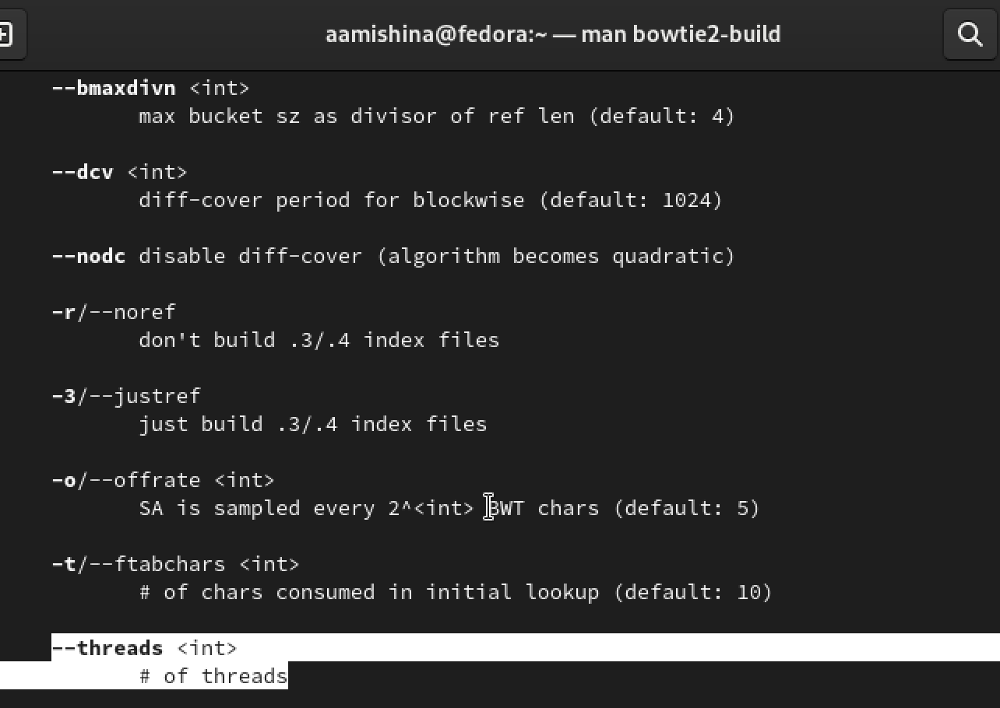 aamishina@fedora:~ — man bowtie2-build
--bmaxdivn <int>
max bucket sz as divisor of ref len (default: 4)
--dcv <int>
diff-cover period for blockwise (default: 1024)
--nodc disable diff-cover (algorithm becomes quadratic)
-r/--noref
don't build .3/.4 index files
-3/--justref
just build .3/.4 index files
-o/--offrate <int>
SA is sampled every 2^<int> BWT chars (default: 5)
-t/--ftabchars <int>
# of chars consumed in initial lookup (default: 10)
--threads <int>
# of threads